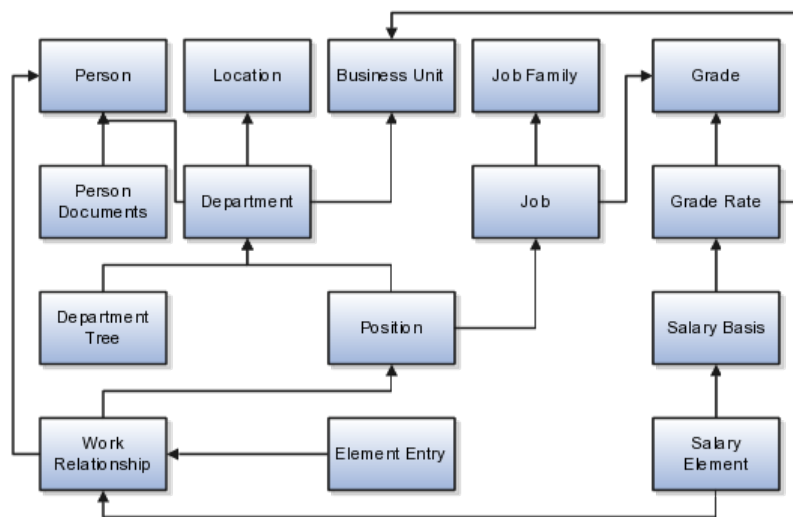 Person
Location
Business Unit
Job Family
Grade
Person
Documents
Department
Job
Grade Rate
Department
Tree
Position
Salary Basis
Work
Relationship
Element Entry
Salary
Element